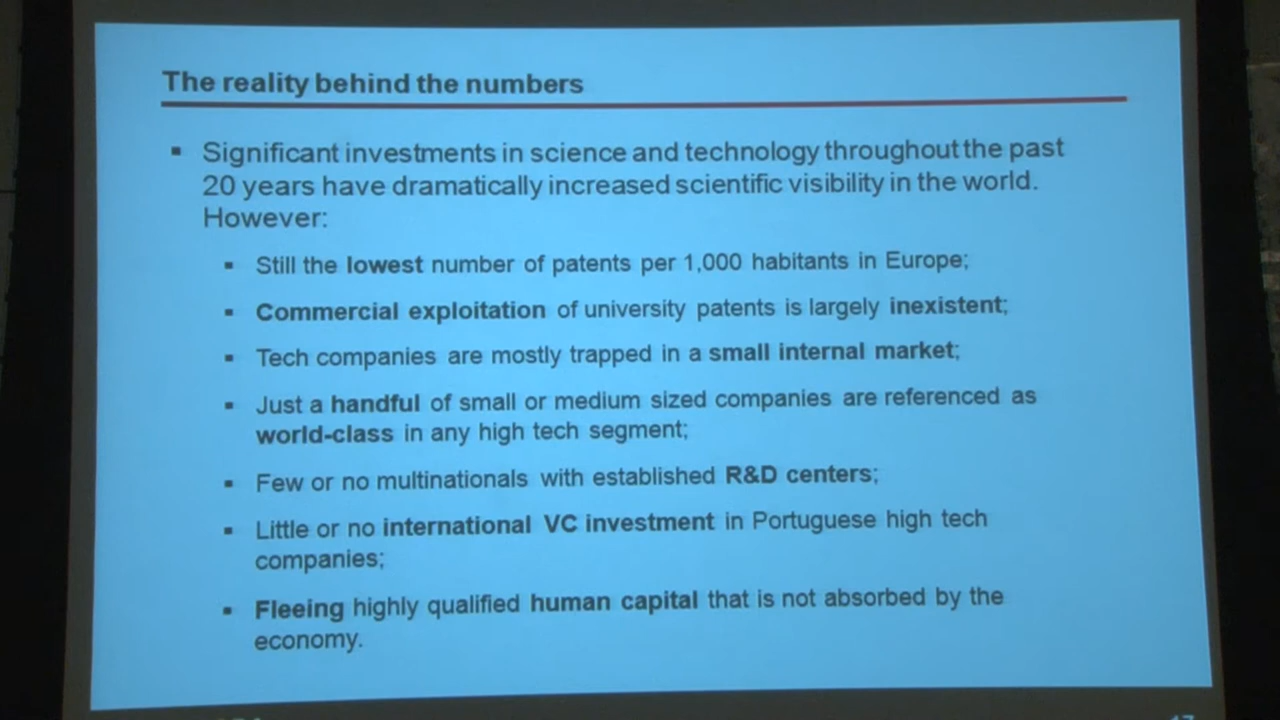 The reality behind the numbers
▪ Significant investments in science and technology throughout the past
20 years have dramatically increased scientific visibility in the world.
However:
▪ Still the lowest number of patents per 1,000 habitants in Europe;
▪ Commercial exploitation of university patents is largely inexistent;
▪ Tech companies are mostly trapped in a small internal market;
▪ Just a handful of small or medium sized companies are referenced as
world-class in any high tech segment;
▪ Few or no multinationals with established R&D centers;
▪ Little or no international VC investment in Portuguese high tech
companies;
▪ Fleeing highly qualified human capital that is not absorbed by the
economy.